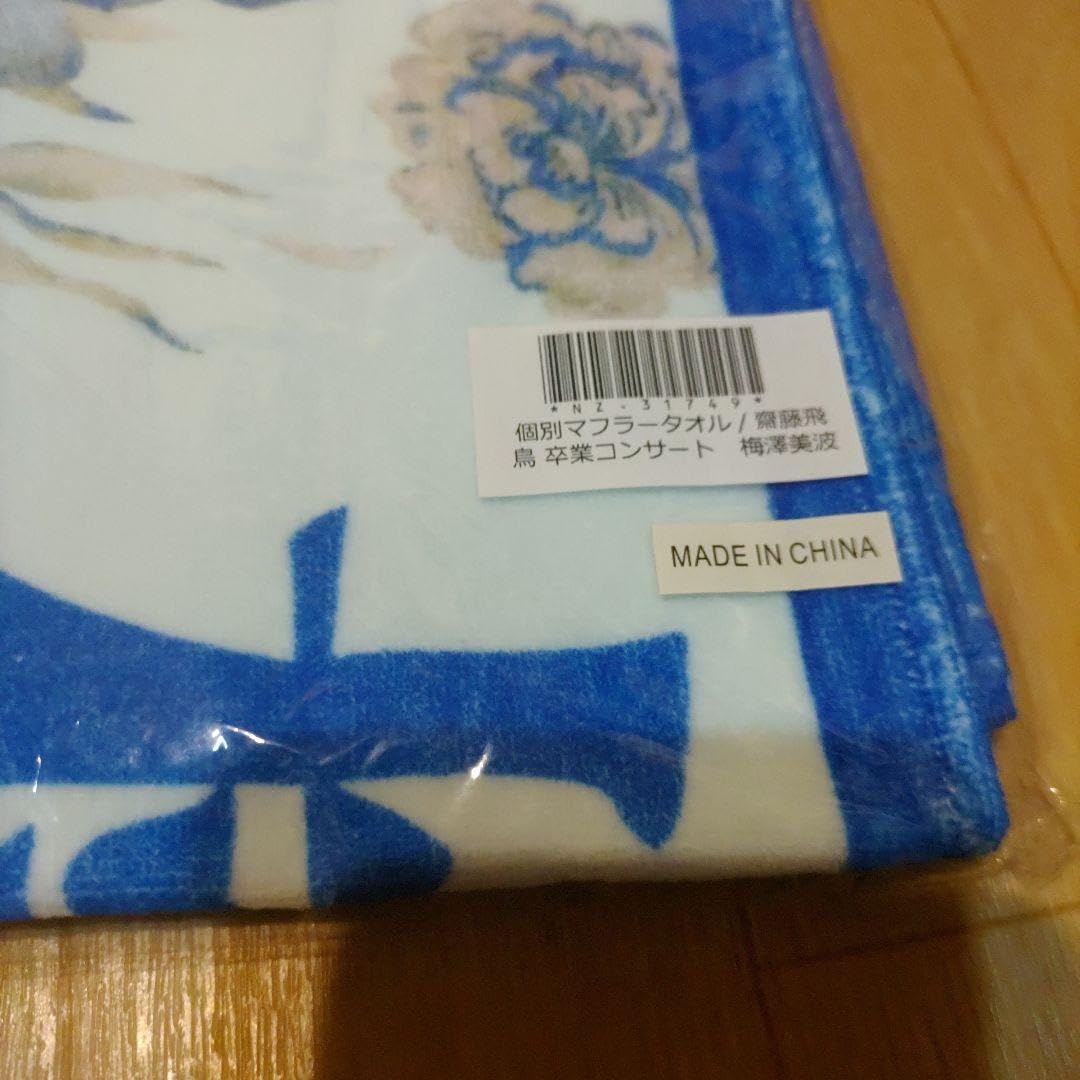 *NZ-31749*
個別マフラータオル / 齋藤飛
鳥 卒業コンサート　梅澤美波
MADE IN CHINA